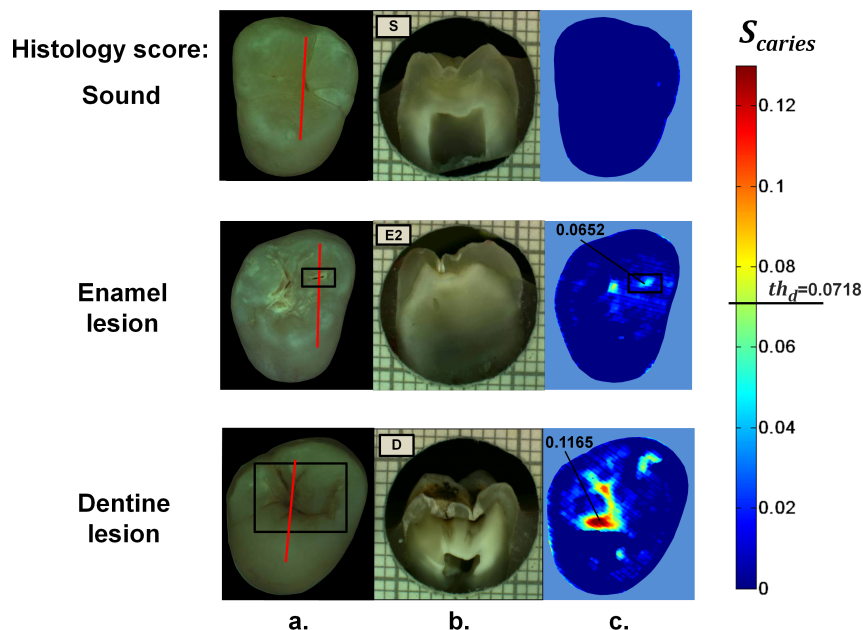 Histology score:
Sound
S
S_caries
0.12
0.1
0.08
th_d=0.0718
0.06
0.04
0.02
0
Enamel
lesion
E2
0.0652
Dentine
lesion
D
0.1165
a.
b.
c.